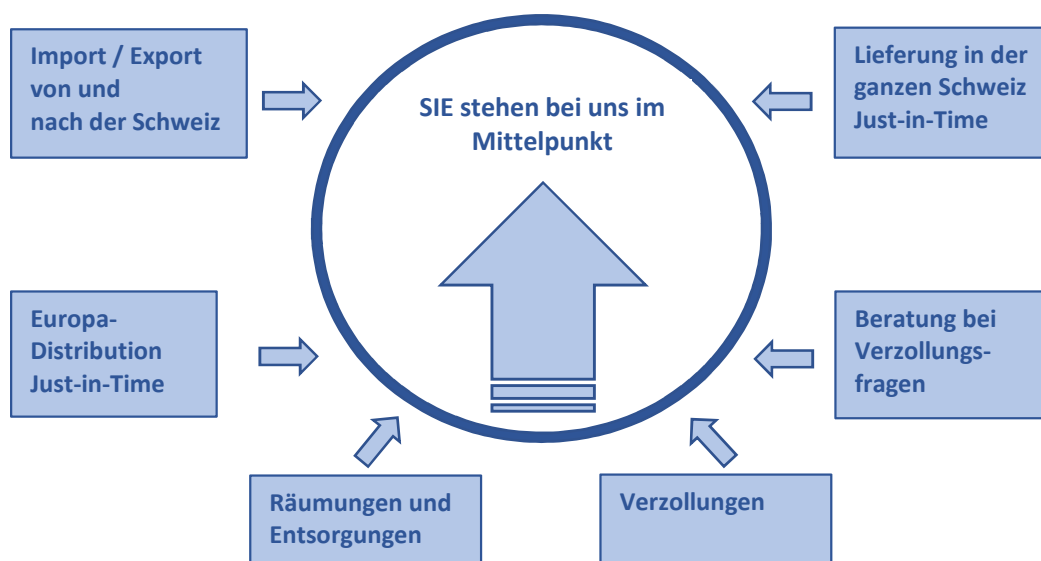 Import / Export
von und
nach der Schweiz
SIE stehen bei uns im
Mittelpunkt
Lieferung in der
ganzen Schweiz
Just-in-Time
Europa-
Distribution
Just-in-Time
Beratung bei
Verzollungs-
fragen
Räumungen und
Entsorgungen
Verzollungen